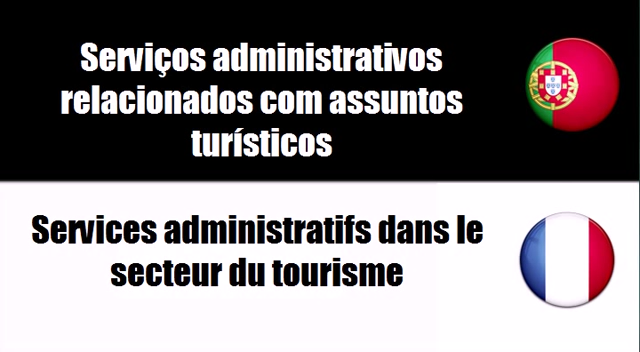 Serviços administrativos
relacionados com assuntos
turísticos
Services administratifs dans le
secteur du tourisme